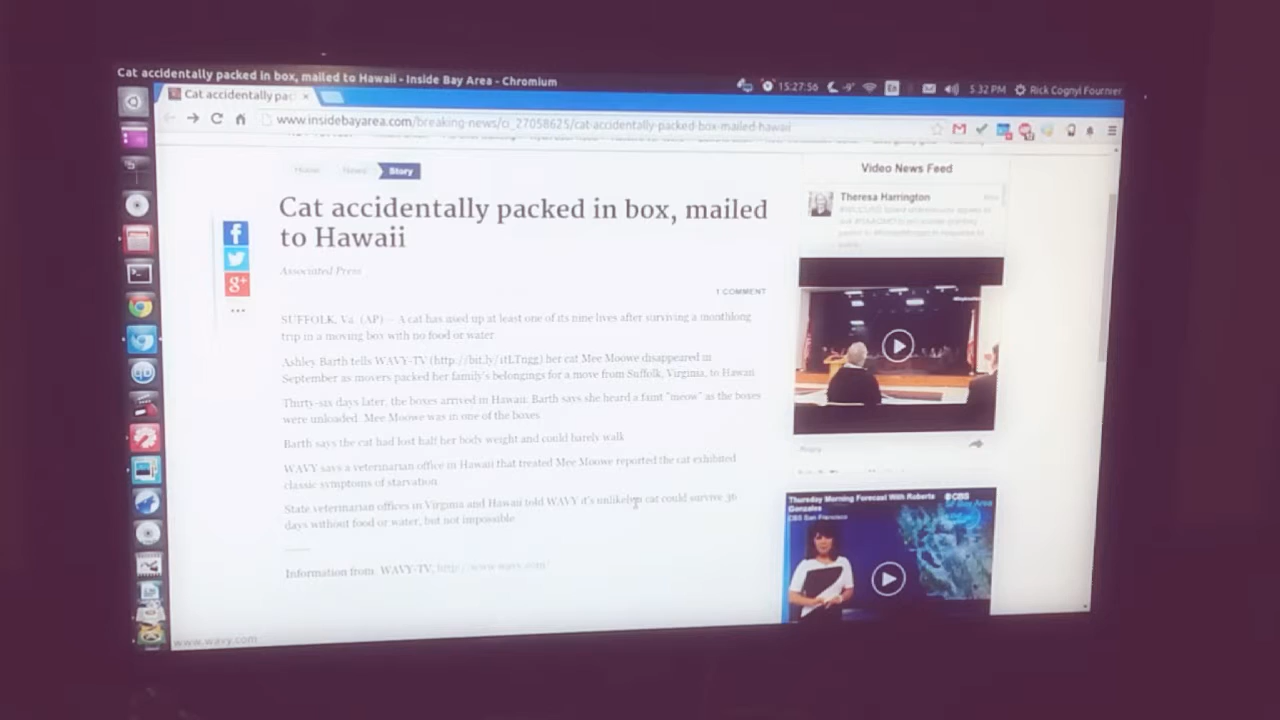 Cat accidentally packed in box, mailed to Hawaii - Inside Bay Area - Chromium
15:27:56
-9°
En
5:32 PM
Rick Cognyl Fournier
Cat accidentally pac
www.insidebayarea.com/breaking-news/ci_27058625/cat-accidentally-packed-box-mailed-hawaii
Home
News
Story
Cat accidentally packed in box, mailed
to Hawaii
Associated Press
1 COMMENT
SUFFOLK, Va. (AP) — A cat has used up at least one of its nine lives after surviving a monthlong
trip in a moving box with no food or water
Ashley Barth tells WAVY-TV (http://bit.ly/1tLTngg) her cat Mee Moowe disappeared in
September as movers packed her family's belongings for a move from Suffolk, Virginia, to Hawaii
Thirty-six days later, the boxes arrived in Hawaii. Barth says she heard a faint "meow" as the boxes
were unloaded. Mee Moowe was in one of the boxes
Barth says the cat had lost half her body weight and could barely walk
WAVY says a veterinarian office in Hawaii that treated Mee Moowe reported the cat exhibited
classic symptoms of starvation
State veterinarian offices in Virginia and Hawaii told WAVY it's unlikely a cat could survive 36
days without food or water, but not impossible
Information from: WAVY-TV, http://www.wavy.com/
Video News Feed
Theresa Harrington
Thursday Morning Forecast With Roberta
Gonzales
CBS San Francisco
CBS
Bay Area
www.wavy.com